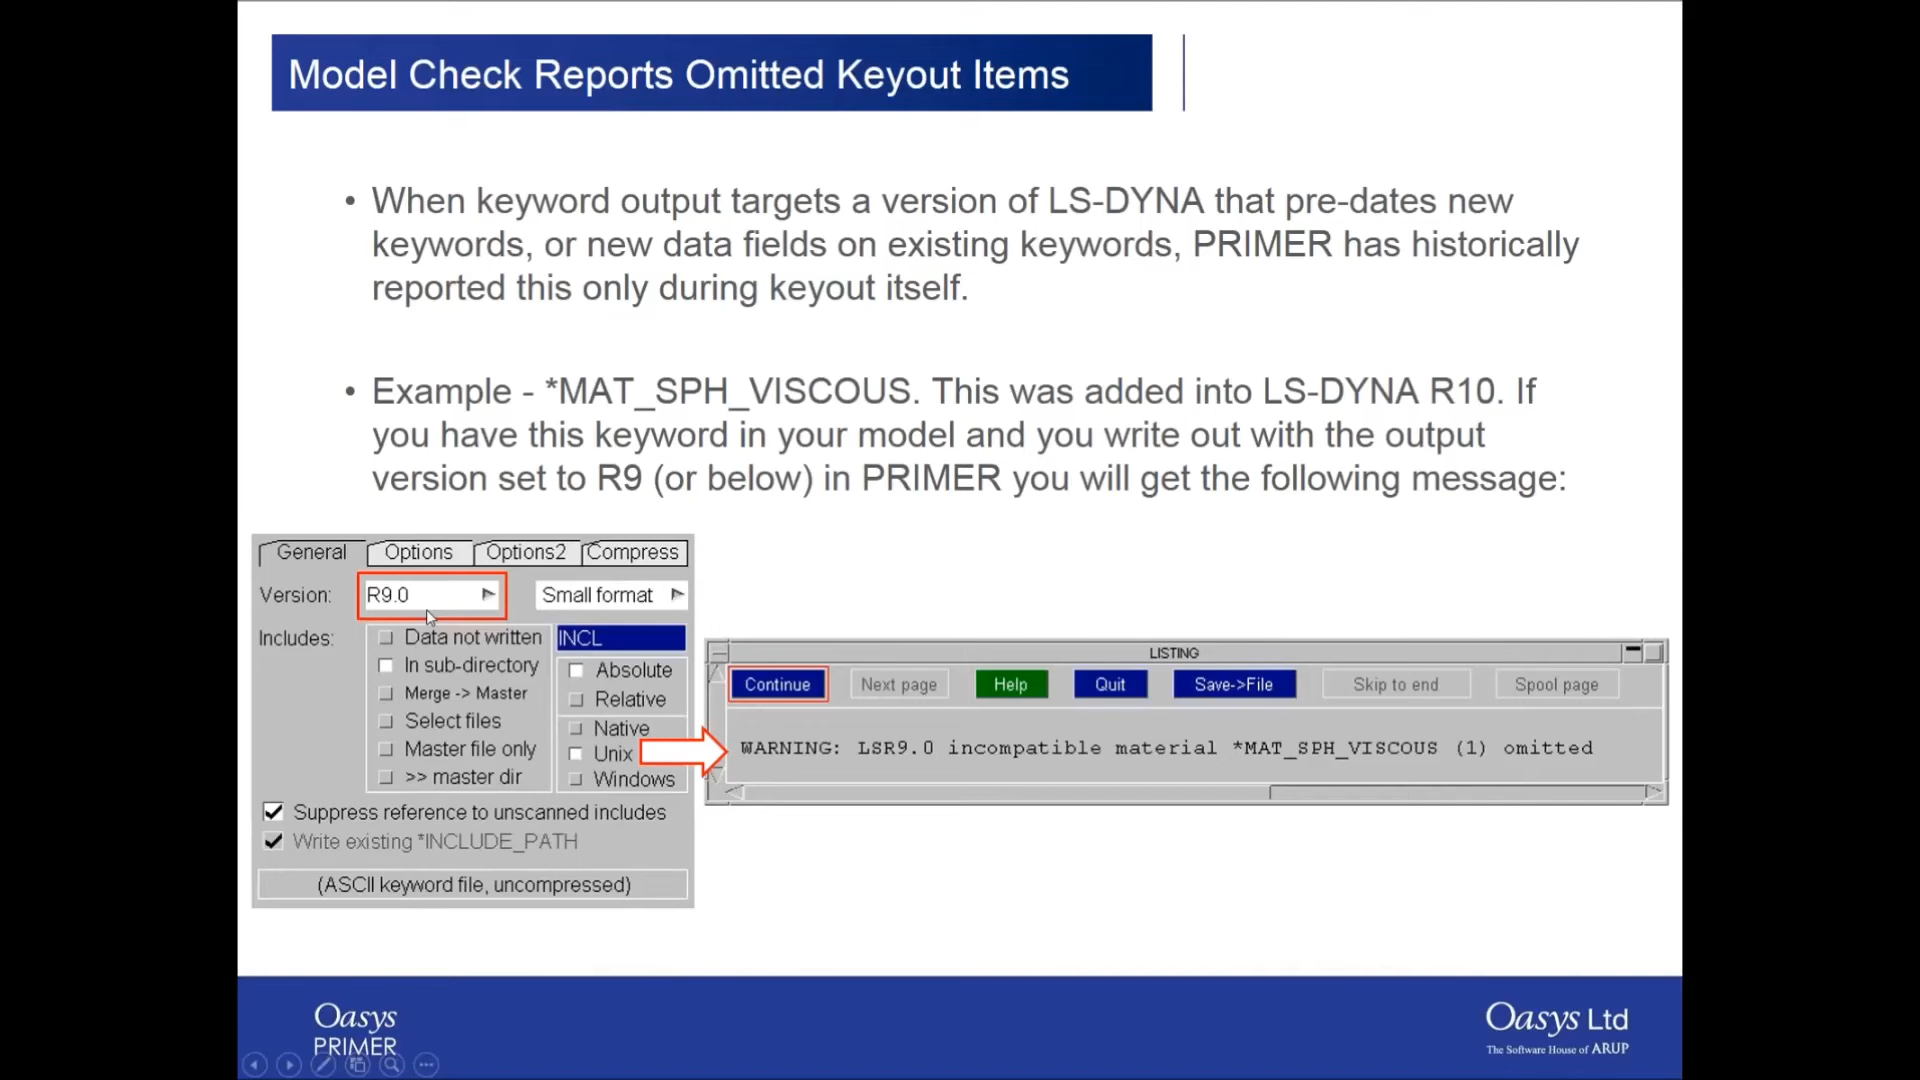 Model Check Reports Omitted Keyout Items
• When keyword output targets a version of LS-DYNA that pre-dates new
keywords, or new data fields on existing keywords, PRIMER has historically
reported this only during keyout itself.
• Example - *MAT_SPH_VISCOUS. This was added into LS-DYNA R10. If
you have this keyword in your model and you write out with the output
version set to R9 (or below) in PRIMER you will get the following message:
General Options Options2 Compress
Version: R9.0 Small format
Includes: Data not written INCL
In sub-directory Absolute
Merge -> Master Relative
Select files Native
Master file only Unix
>> master dir Windows
Suppress reference to unscanned includes
Write existing *INCLUDE_PATH
(ASCII keyword file, uncompressed)
LISTING
Continue Next page Help Quit Save->File Skip to end Spool page
WARNING: LSR9.0 incompatible material *MAT_SPH_VISCOUS (1) omitted
Oasys
PRIMER
Oasys Ltd
The Software House of ARUP